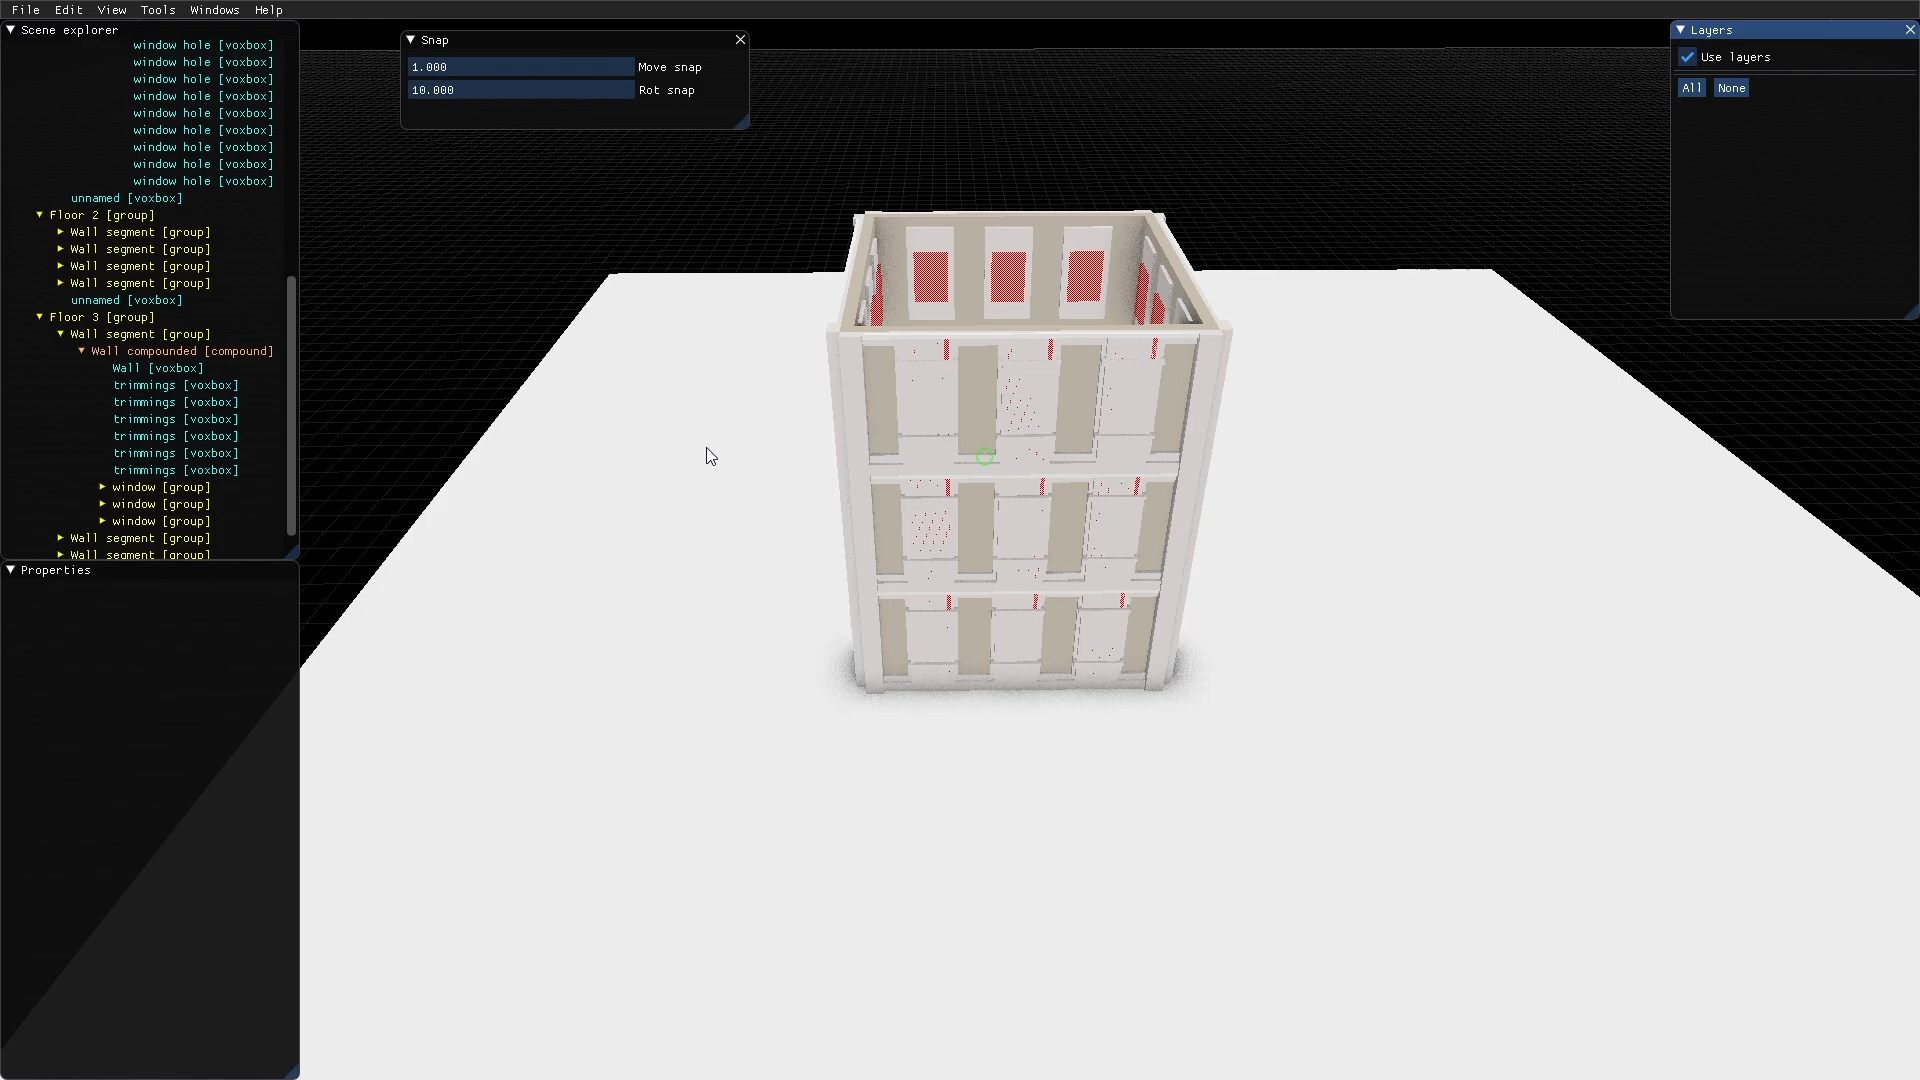 File Edit View Tools Windows Help
Scene explorer
window hole [voxbox]
window hole [voxbox]
window hole [voxbox]
window hole [voxbox]
window hole [voxbox]
window hole [voxbox]
window hole [voxbox]
window hole [voxbox]
window hole [voxbox]
unnamed [voxbox]
Floor 2 [group]
Wall segment [group]
Wall segment [group]
Wall segment [group]
Wall segment [group]
unnamed [voxbox]
Floor 3 [group]
Wall segment [group]
Wall compounded [compound]
Wall [voxbox]
trimmings [voxbox]
trimmings [voxbox]
trimmings [voxbox]
trimmings [voxbox]
trimmings [voxbox]
trimmings [voxbox]
window [group]
window [group]
window [group]
Wall segment [group]
Wall segment [group]
Properties
Snap
1.000 Move snap
10.000 Rot snap
Layers
Use layers
All None